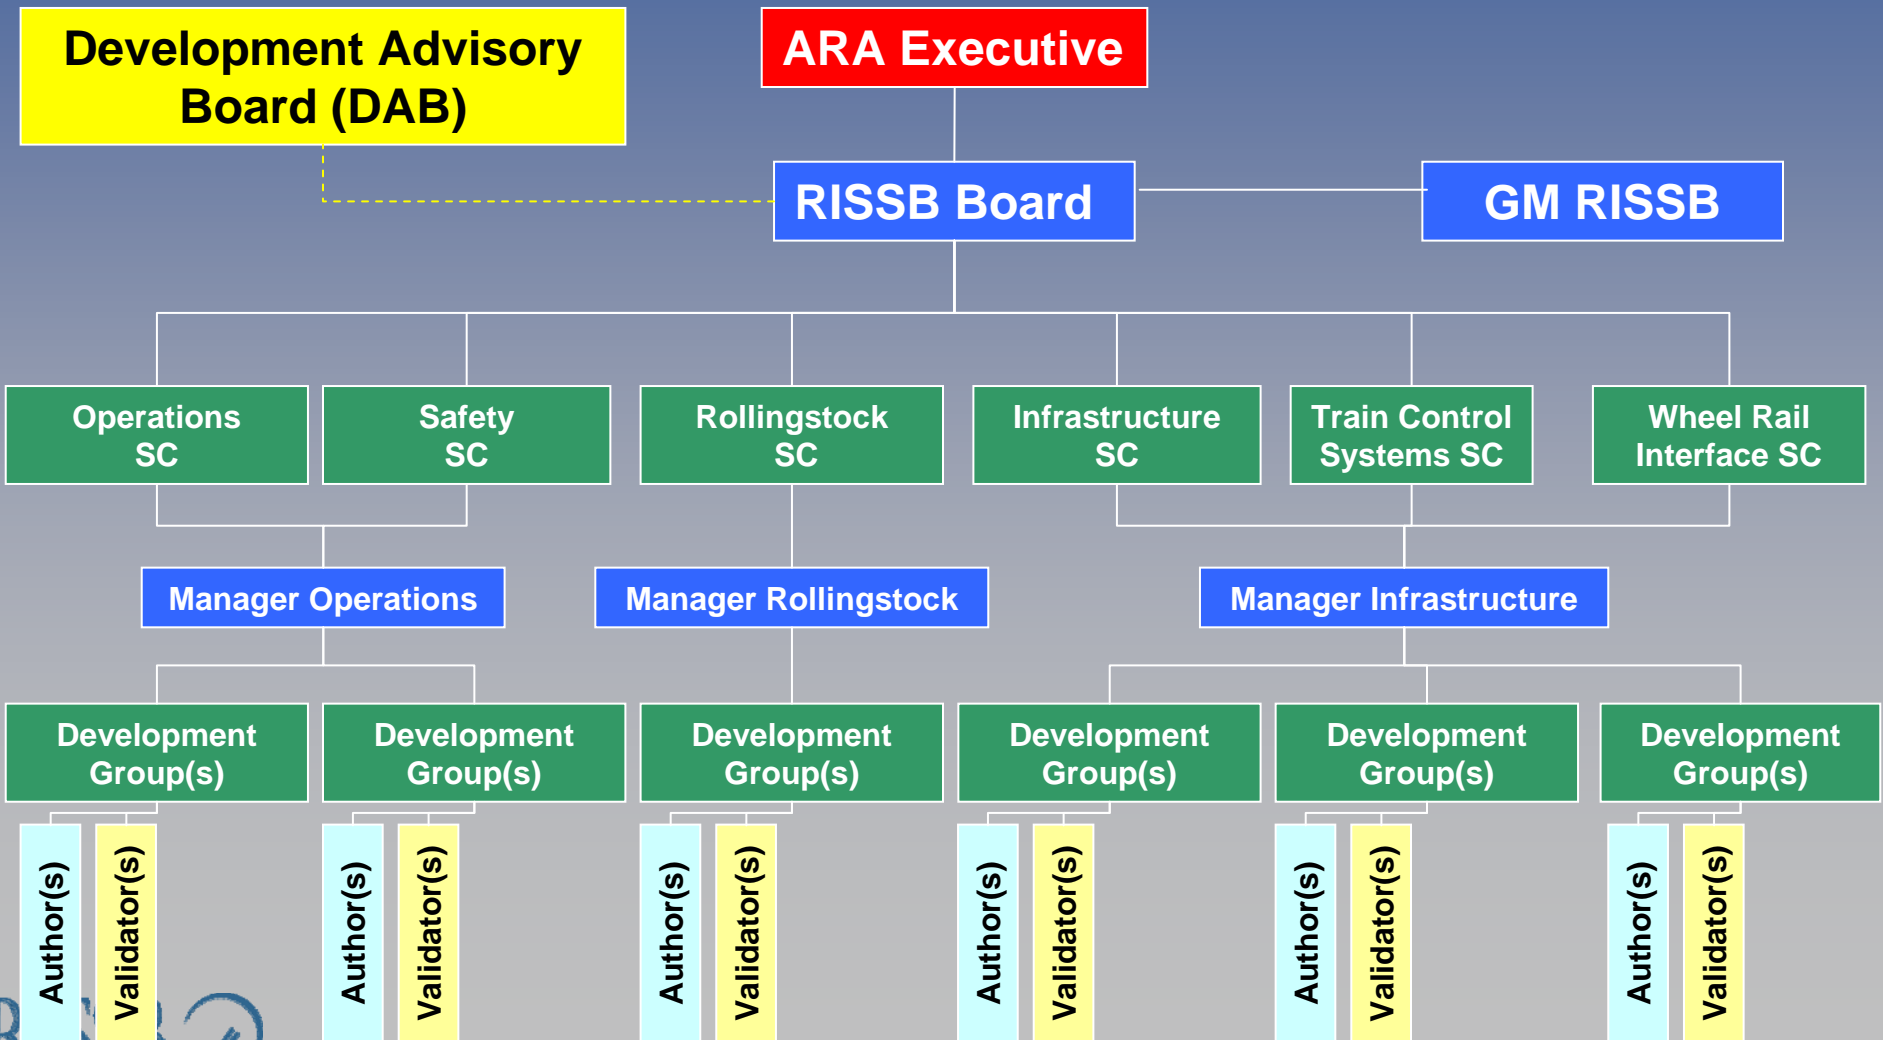 Development Advisory
Board (DAB)
ARA Executive
RISSB Board
GM RISSB
Operations
SC
Safety
SC
Rollingstock
SC
Infrastructure
SC
Train Control
Systems SC
Wheel Rail
Interface SC
Manager Operations
Manager Rollingstock
Manager Infrastructure
Development
Group(s)
Development
Group(s)
Development
Group(s)
Development
Group(s)
Development
Group(s)
Development
Group(s)
Author(s)
Validator(s)
Author(s)
Validator(s)
Author(s)
Validator(s)
Author(s)
Validator(s)
Author(s)
Validator(s)
Author(s)
Validator(s)